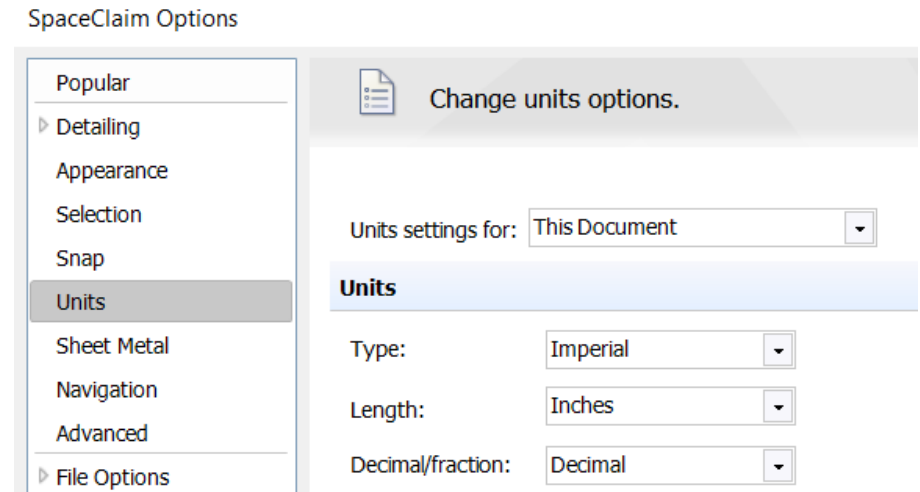 SpaceClaim Options
Popular
Detailing
Appearance
Selection
Snap
Units
Sheet Metal
Navigation
Advanced
File Options
Change units options.
Units settings for: This Document
Units
Type: Imperial
Length: Inches
Decimal/fraction: Decimal